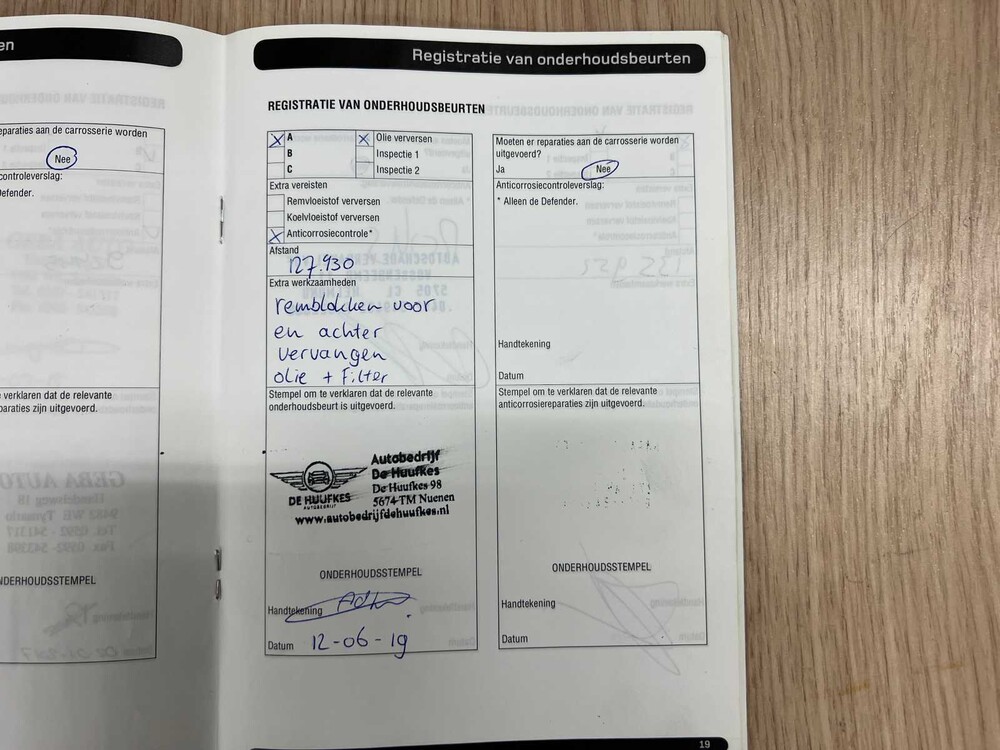 en
eparaties aan de carrosserie worden
Nee
controleverslag:
Defender.
e verklaren dat de relevante
paraties zijn uitgevoerd.
NDERHOUDSSTEMPEL
Registratie van onderhoudsbeurten
REGISTRATIE VAN ONDERHOUDSBEURTEN
X A X Olie verversen
B Inspectie 1
C Inspectie 2
Extra vereisten
Remvloeistof verversen
Koelvloeistof verversen
X Anticorrosiecontrole*
Afstand
127.930
Extra werkzaamheden
remblokken voor
en achter
vervangen
olie + Filter
Stempel om te verklaren dat de relevante
onderhoudsbeurt is uitgevoerd.
DE HUUFKES
AUTOBEDRIJF
Autobedrijf
De Huufkes
De Huufkes 98
5674-TM Nuenen
www.autobedrijfdehuufkes.nl
ONDERHOUDSSTEMPEL
Handtekening
Datum 12-06-19
Moeten er reparaties aan de carrosserie worden
uitgevoerd?
Ja Nee
Anticorrosiecontroleverslag:
* Alleen de Defender.
Handtekening
Datum
Stempel om te verklaren dat de relevante
anticorrosiereparaties zijn uitgevoerd.
ONDERHOUDSSTEMPEL
Handtekening
Datum
19